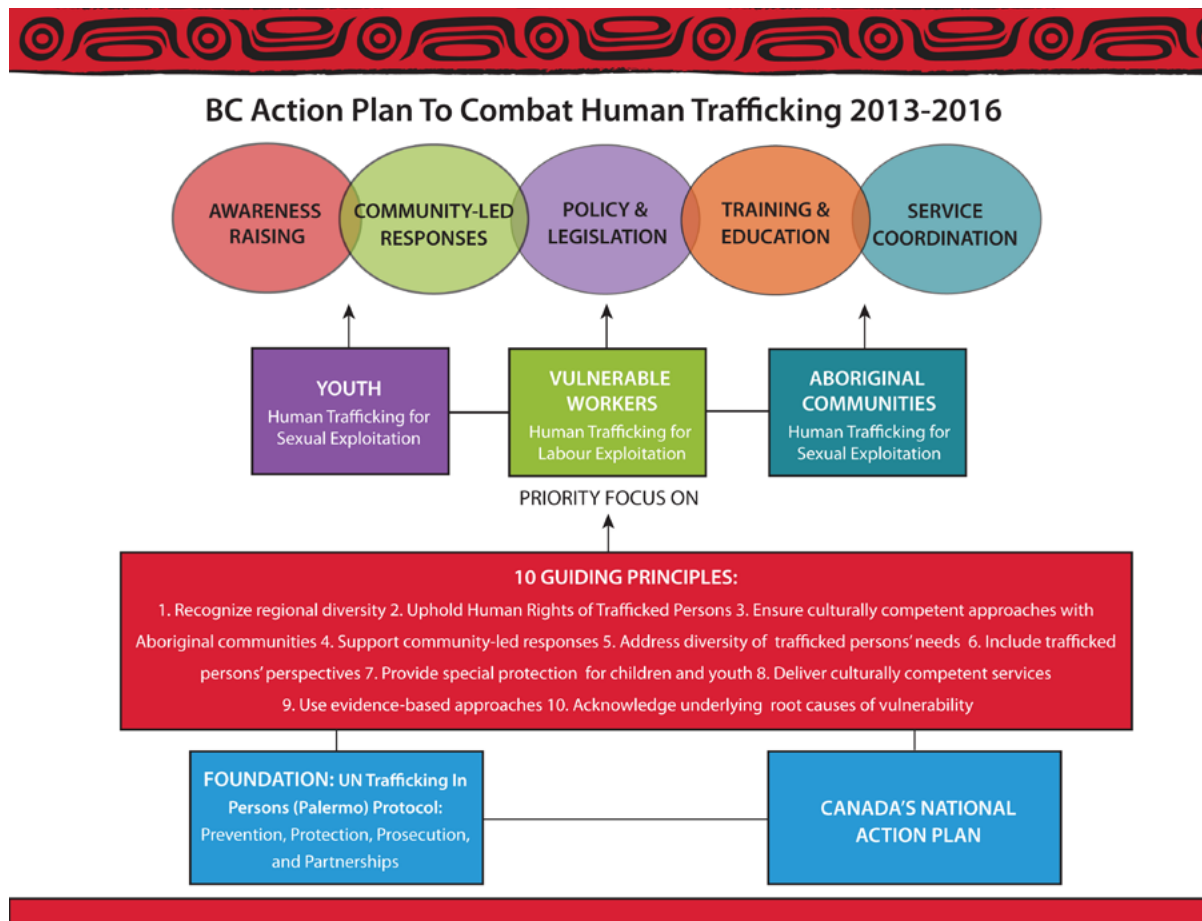 BC Action Plan To Combat Human Trafficking 2013-2016
AWARENESS
RAISING
COMMUNITY-LED
RESPONSES
POLICY &
LEGISLATION
TRAINING &
EDUCATION
SERVICE
COORDINATION
YOUTH
Human Trafficking for
Sexual Exploitation
VULNERABLE
WORKERS
Human Trafficking for
Labour Exploitation
ABORIGINAL
COMMUNITIES
Human Trafficking for
Sexual Exploitation
PRIORITY FOCUS ON
10 GUIDING PRINCIPLES:
1. Recognize regional diversity 2. Uphold Human Rights of Trafficked Persons 3. Ensure culturally competent approaches with
Aboriginal communities 4. Support community-led responses 5. Address diversity of trafficked persons' needs 6. Include trafficked
persons' perspectives 7. Provide special protection for children and youth 8. Deliver culturally competent services
9. Use evidence-based approaches 10. Acknowledge underlying root causes of vulnerability
FOUNDATION: UN Trafficking In
Persons (Palermo) Protocol:
Prevention, Protection, Prosecution,
and Partnerships
CANADA'S NATIONAL
ACTION PLAN